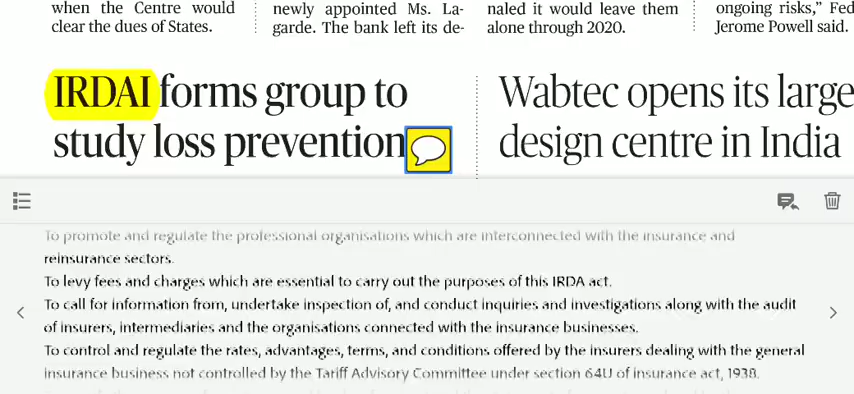 when the Centre would
clear the dues of States.
newly appointed Ms. La-
garde. The bank left its de-
naled it would leave them
alone through 2020.
ongoing risks,” Fed
Jerome Powell said.
IRDAI forms group to
study loss prevention
Wabtec opens its large
design centre in India
To promote and regulate the professional organisations which are interconnected with the insurance and
reinsurance sectors.
To levy fees and charges which are essential to carry out the purposes of this IRDA act.
To call for information from, undertake inspection of, and conduct inquiries and investigations along with the audit
of insurers, intermediaries and the organisations connected with the insurance businesses.
To control and regulate the rates, advantages, terms, and conditions offered by the insurers dealing with the general
insurance business not controlled by the Tariff Advisory Committee under section 64U of insurance act, 1938.